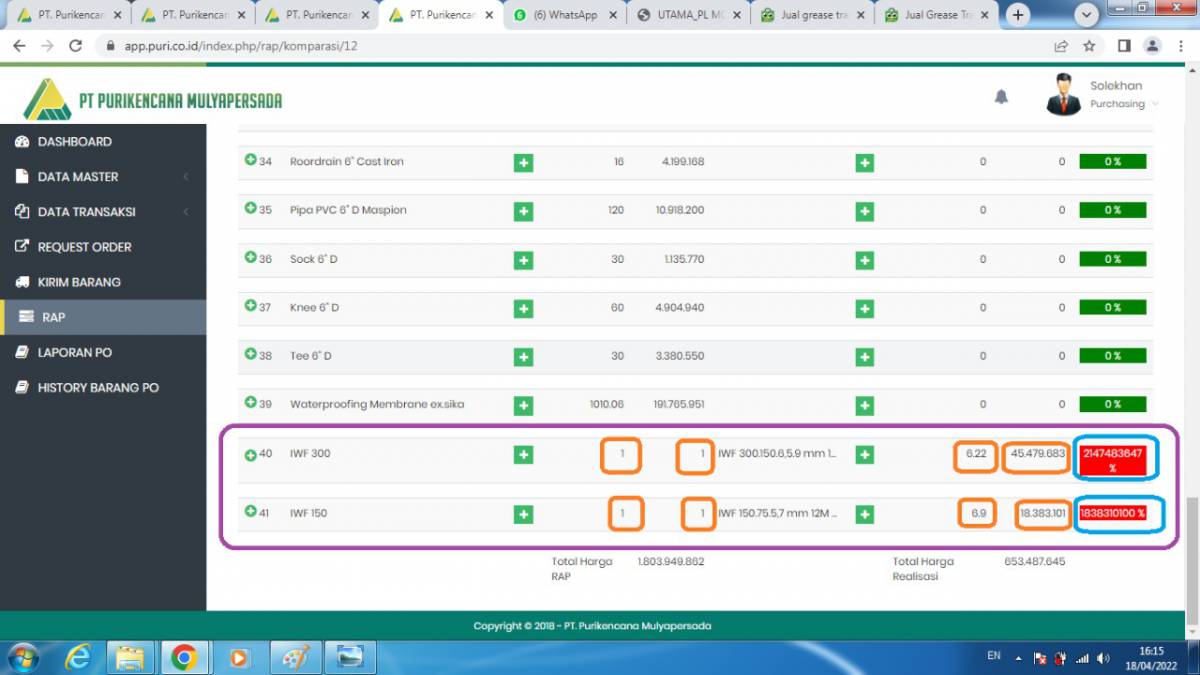 PT. Purikencan
PT. Purikencan
PT. Purikencan
PT. Purikencan
(6) WhatsApp
UTAMA_PL MO
Jual grease tra
Jual Grease Tra
app.puri.co.id/index.php/rap/komparasi/12
PT PURIKENCANA MULYAPERSADA
Solekhan
Purchasing
DASHBOARD
DATA MASTER
DATA TRANSAKSI
REQUEST ORDER
KIRIM BARANG
RAP
LAPORAN PO
HISTORY BARANG PO
34 Roordrain 6" Cast Iron 16 4.199.168 0 0 0 %
35 Pipa PVC 6" D Maspion 120 10.918.200 0 0 0 %
36 Sock 6" D 30 1.135.770 0 0 0 %
37 Knee 6" D 60 4.904.940 0 0 0 %
38 Tee 6" D 30 3.380.550 0 0 0 %
39 Waterproofing Membrane ex.sika 1010.06 191.765.951 0 0 0 %
40 IWF 300 1 1 IWF 300.150.6,5.9 mm 1... 6.22 45.479.683 2147483647
%
41 IWF 150 1 1 IWF 150.75.5,7 mm 12M ... 6.9 18.383.101 1838310100 %
Total Harga 1.803.949.862 Total Harga 653.487.645
RAP Realisasi
Copyright © 2018 - PT. Purikencana Mulyapersada
EN
16:15
18/04/2022